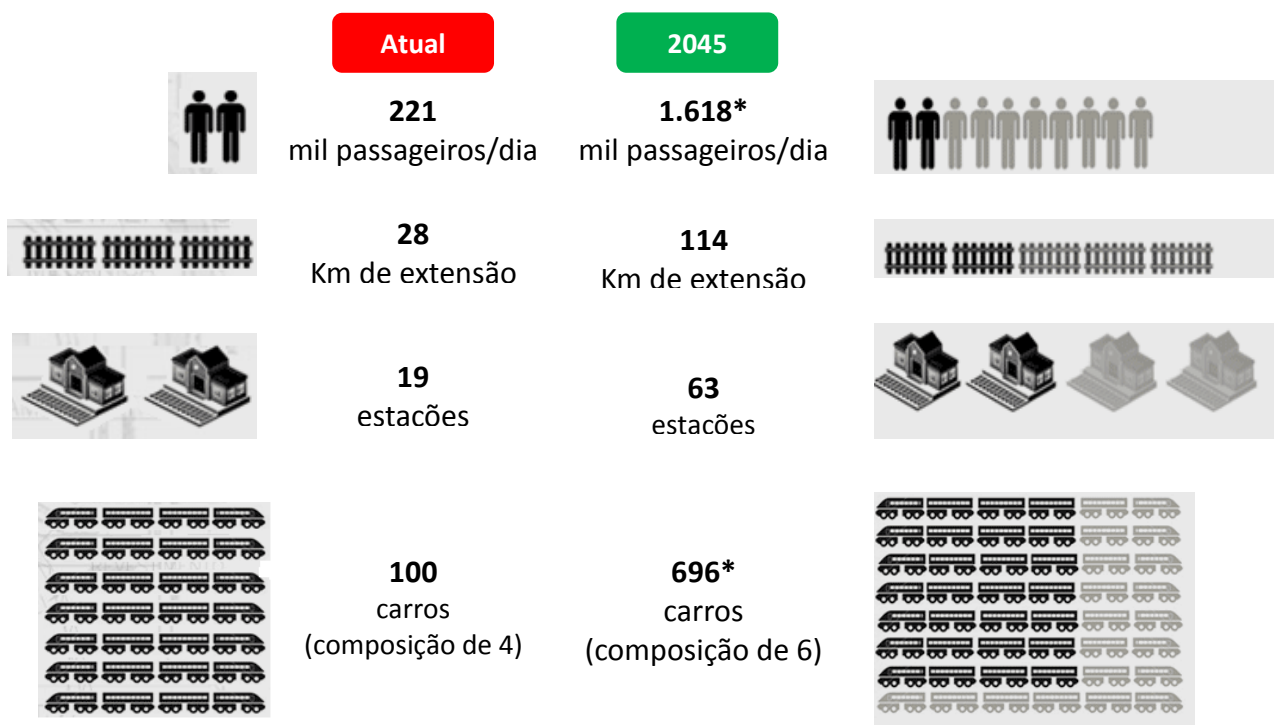 Atual
2045
221
mil passageiros/dia
1.618*
mil passageiros/dia
28
Km de extensão
114
Km de extensão
19
estacões
63
estacões
100
carros
(composição de 4)
696*
carros
(composição de 6)